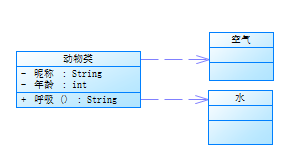 动物类
- 昵称 : String
- 年龄 : int
+ 呼吸 () : String
空气
水